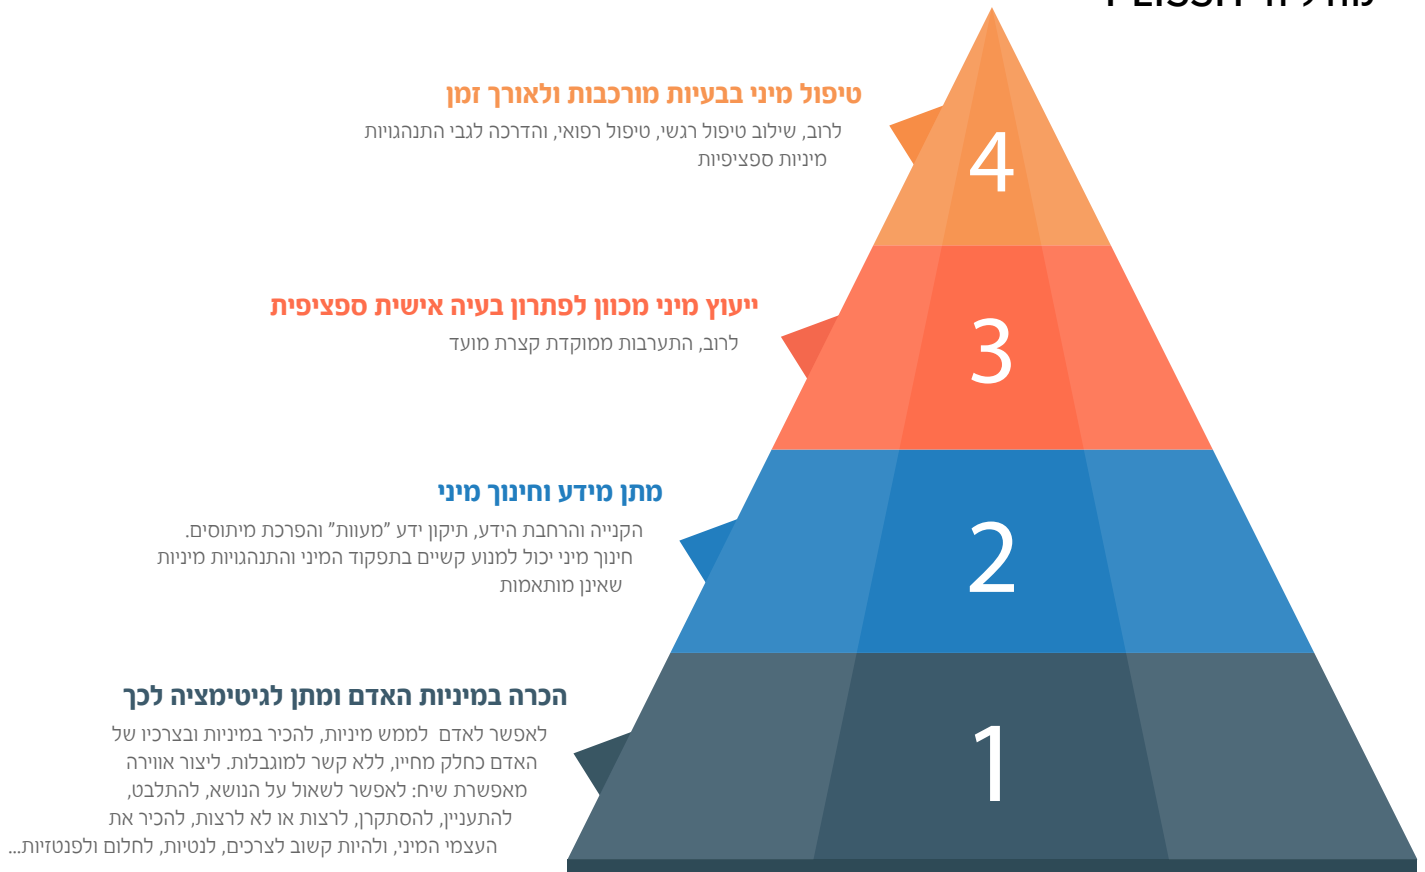 מודל ה- PLISSIT
טיפול מיני בבעיות מורכבות ולאורך זמן
לרוב, שילוב טיפול רגשי, טיפול רפואי, והדרכה לגבי התנהגויות
מיניות ספציפיות
4
ייעוץ מיני מכוון לפתרון בעיה אישית ספציפית
לרוב, התערבות ממוקדת קצרת מועד
3
מתן מידע וחינוך מיני
הקנייה והרחבת הידע, תיקון ידע "מעוות" והפרכת מיתוסים.
חינוך מיני יכול למנוע קשיים בתפקוד המיני והתנהגויות מיניות
שאינן מותאמות
2
הכרה במיניות האדם ומתן לגיטימציה לכך
לאפשר לאדם לממש מיניות, להכיר במיניות ובצרכיו של
האדם כחלק מחייו, ללא קשר למוגבלות. ליצור אווירה
מאפשרת שיח: לאפשר לשאול על הנושא, להתלבט,
להתעניין, להסתקרן, לרצות או לא לרצות, להכיר את
העצמי המיני, ולהיות קשוב לצרכים, לנטיות, לחלום ולפנטזיות...
1